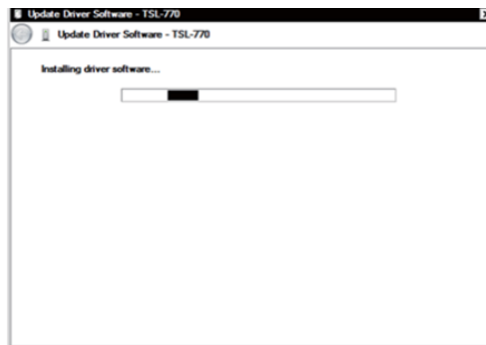 Update Driver Software - TSL-770
Update Driver Software - TSL-770
Installing driver software...